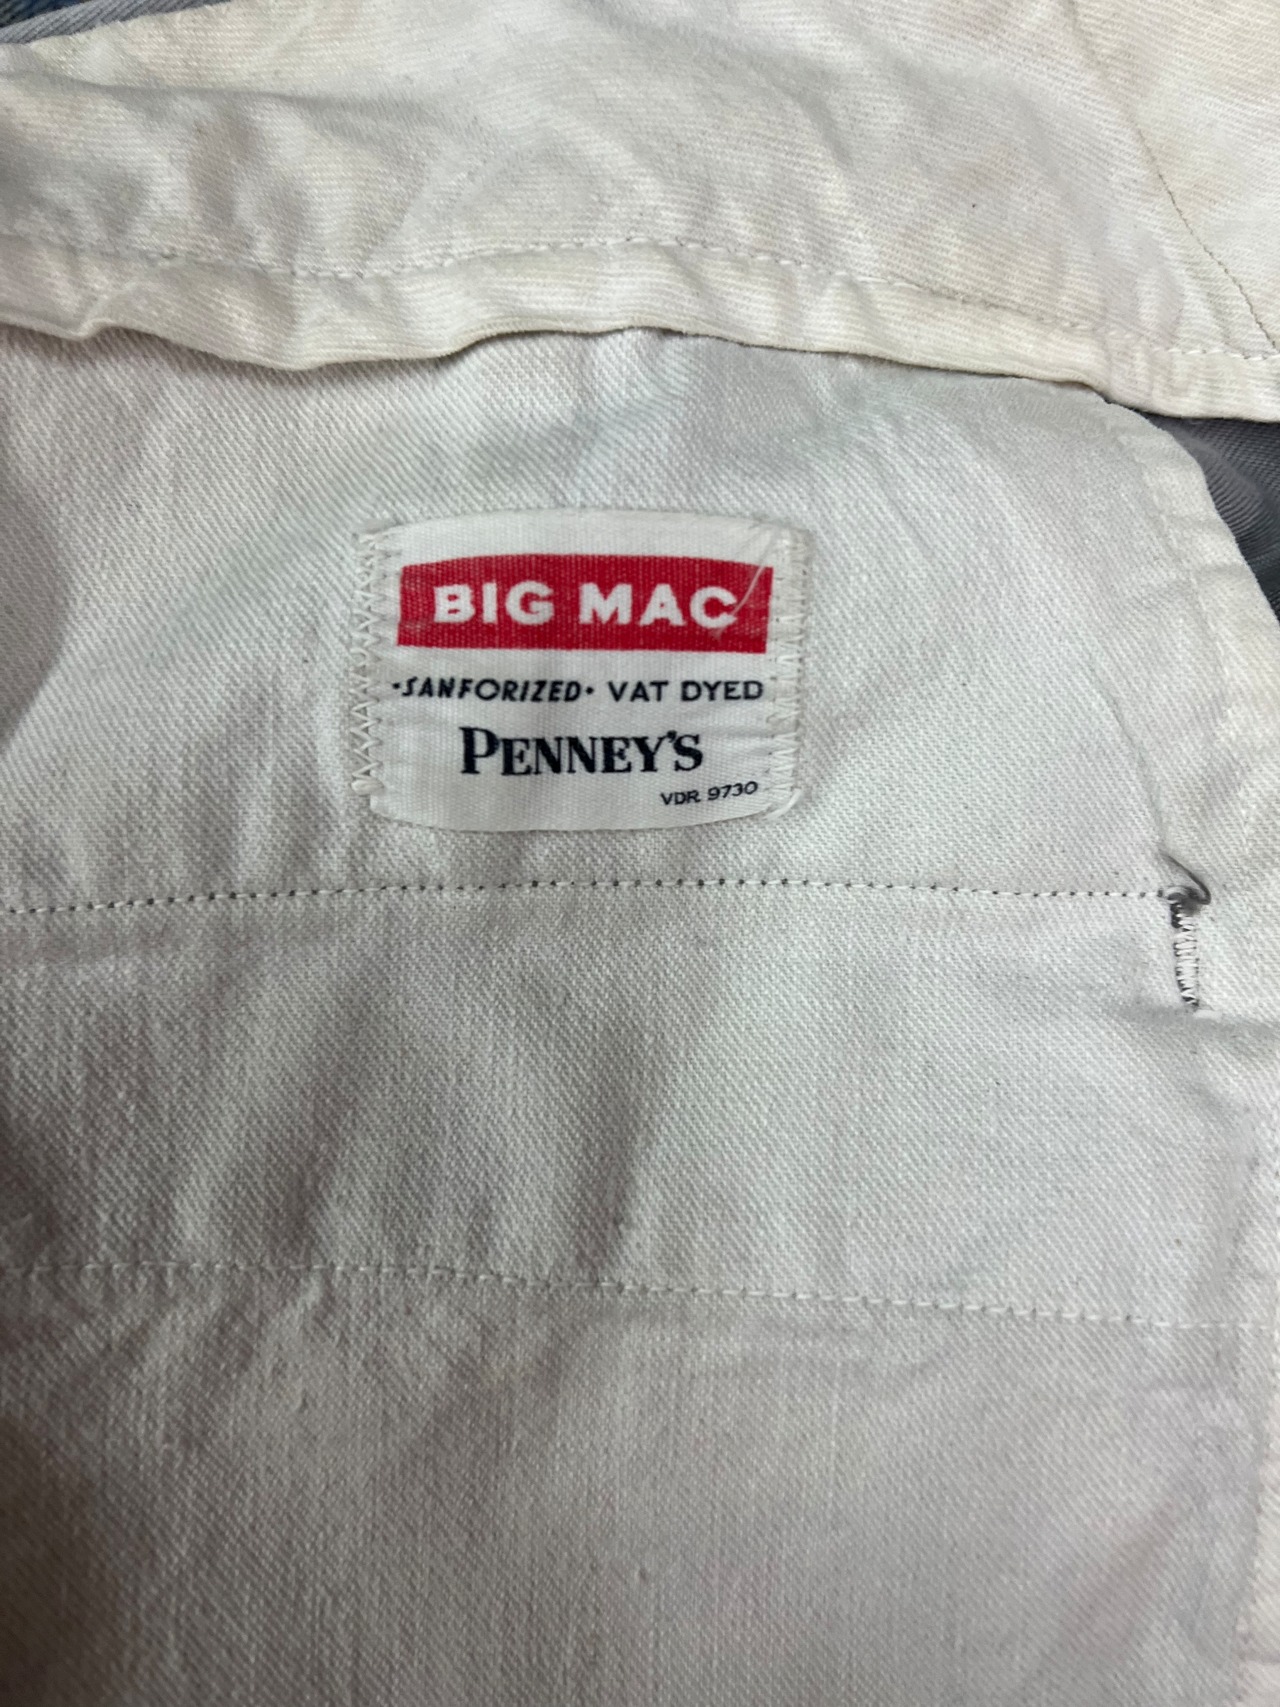 BIG MAC
•SANFORIZED• VAT DYED
PENNEY'S
VDR 9730